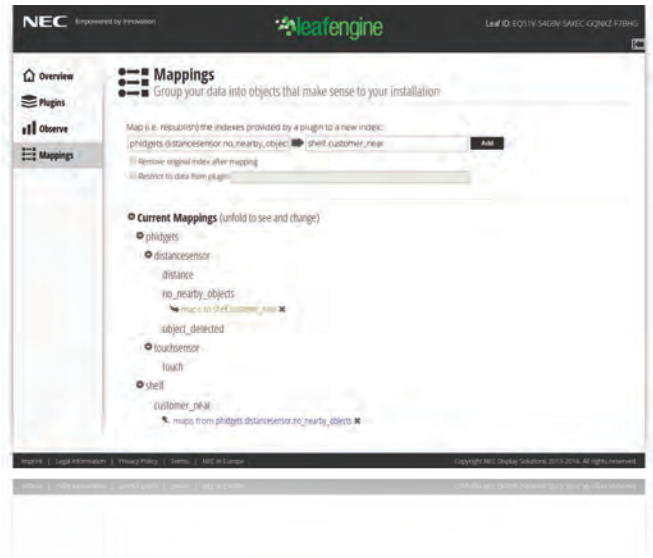 NEC Empowered by Innovation
leafengine
Leaf ID: EQ51V-S4G9V-SAXEC-GQNXZ-F7BHG
Overview
Plugins
Observe
Mappings
Mappings
Group your data into objects that make sense to your installation
Map (i.e. republish) the indexes provided by a plugin to a new index:
phidgets.distancesensor.no_nearby_objec shelf.customer_near Add
Remove original index after mapping
Restrict to data from plugin:
Current Mappings (unfold to see and change)
phidgets
distancesensor
distance
no_nearby_objects
maps to shelf.customer_near ✖
object_detected
touchsensor
touch
shelf
customer_near
maps from phidgets.distancesensor.no_nearby_objects ✖
Imprint | Legal Information | Privacy Policy | Terms | NEC in Europe
Copyright NEC Display Solutions 2013-2016. All rights reserved.